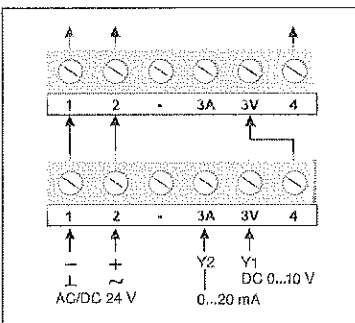 1 2 - 3A 3V 4
1 2 - 3A 3V 4
– + Y2 Y1
⊥ ~ DC 0...10 V
AC/DC 24 V
0...20 mA